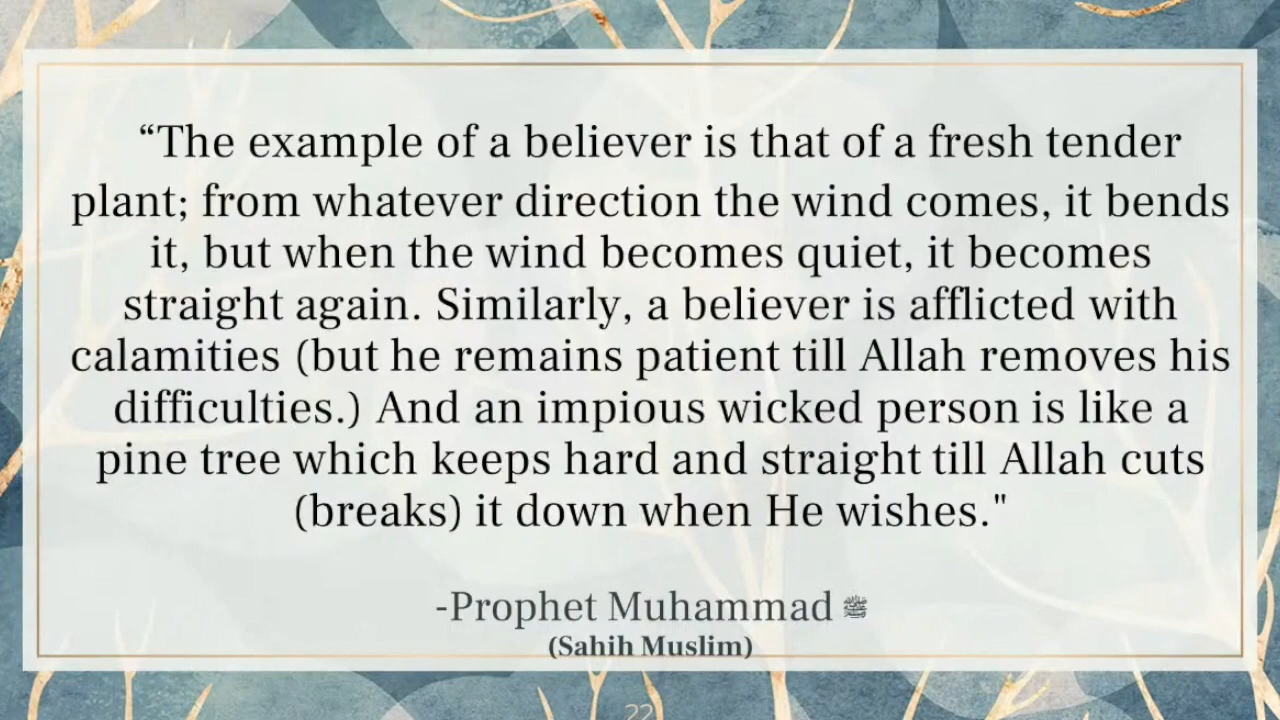 “The example of a believer is that of a fresh tender
plant; from whatever direction the wind comes, it bends
it, but when the wind becomes quiet, it becomes
straight again. Similarly, a believer is afflicted with
calamities (but he remains patient till Allah removes his
difficulties.) And an impious wicked person is like a
pine tree which keeps hard and straight till Allah cuts
(breaks) it down when He wishes."
-Prophet Muhammad ﷺ
(Sahih Muslim)
22